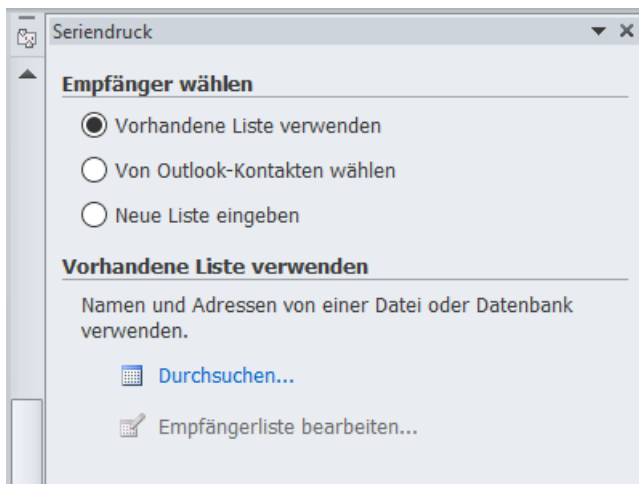 Seriendruck
Empfänger wählen
Vorhandene Liste verwenden
Von Outlook-Kontakten wählen
Neue Liste eingeben
Vorhandene Liste verwenden
Namen und Adressen von einer Datei oder Datenbank
verwenden.
Durchsuchen...
Empfängerliste bearbeiten...